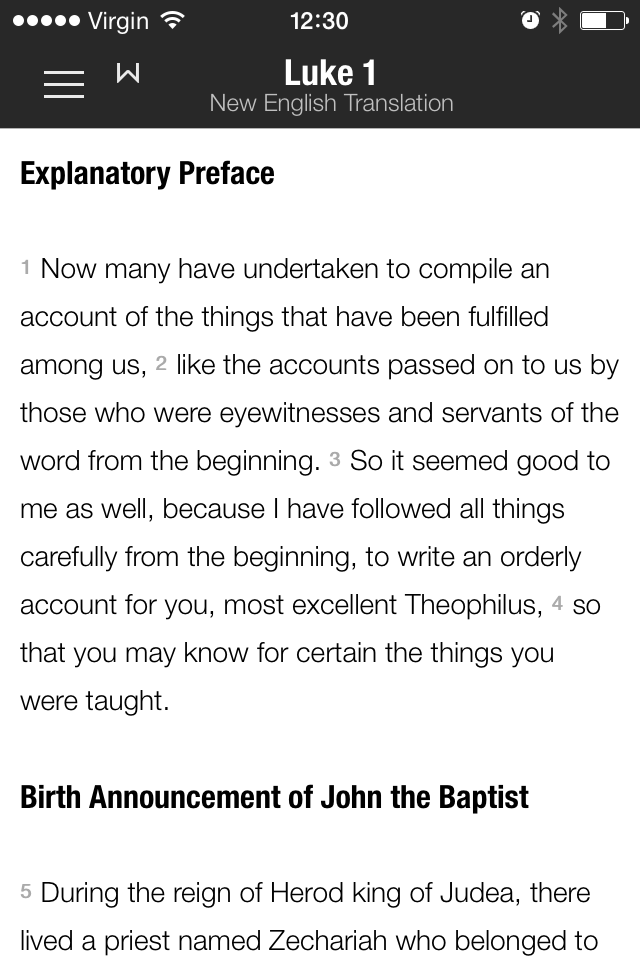 Virgin 12:30
W Luke 1
New English Translation
Explanatory Preface
1 Now many have undertaken to compile an
account of the things that have been fulfilled
among us, 2 like the accounts passed on to us by
those who were eyewitnesses and servants of the
word from the beginning. 3 So it seemed good to
me as well, because I have followed all things
carefully from the beginning, to write an orderly
account for you, most excellent Theophilus, 4 so
that you may know for certain the things you
were taught.
Birth Announcement of John the Baptist
5 During the reign of Herod king of Judea, there
lived a priest named Zechariah who belonged to